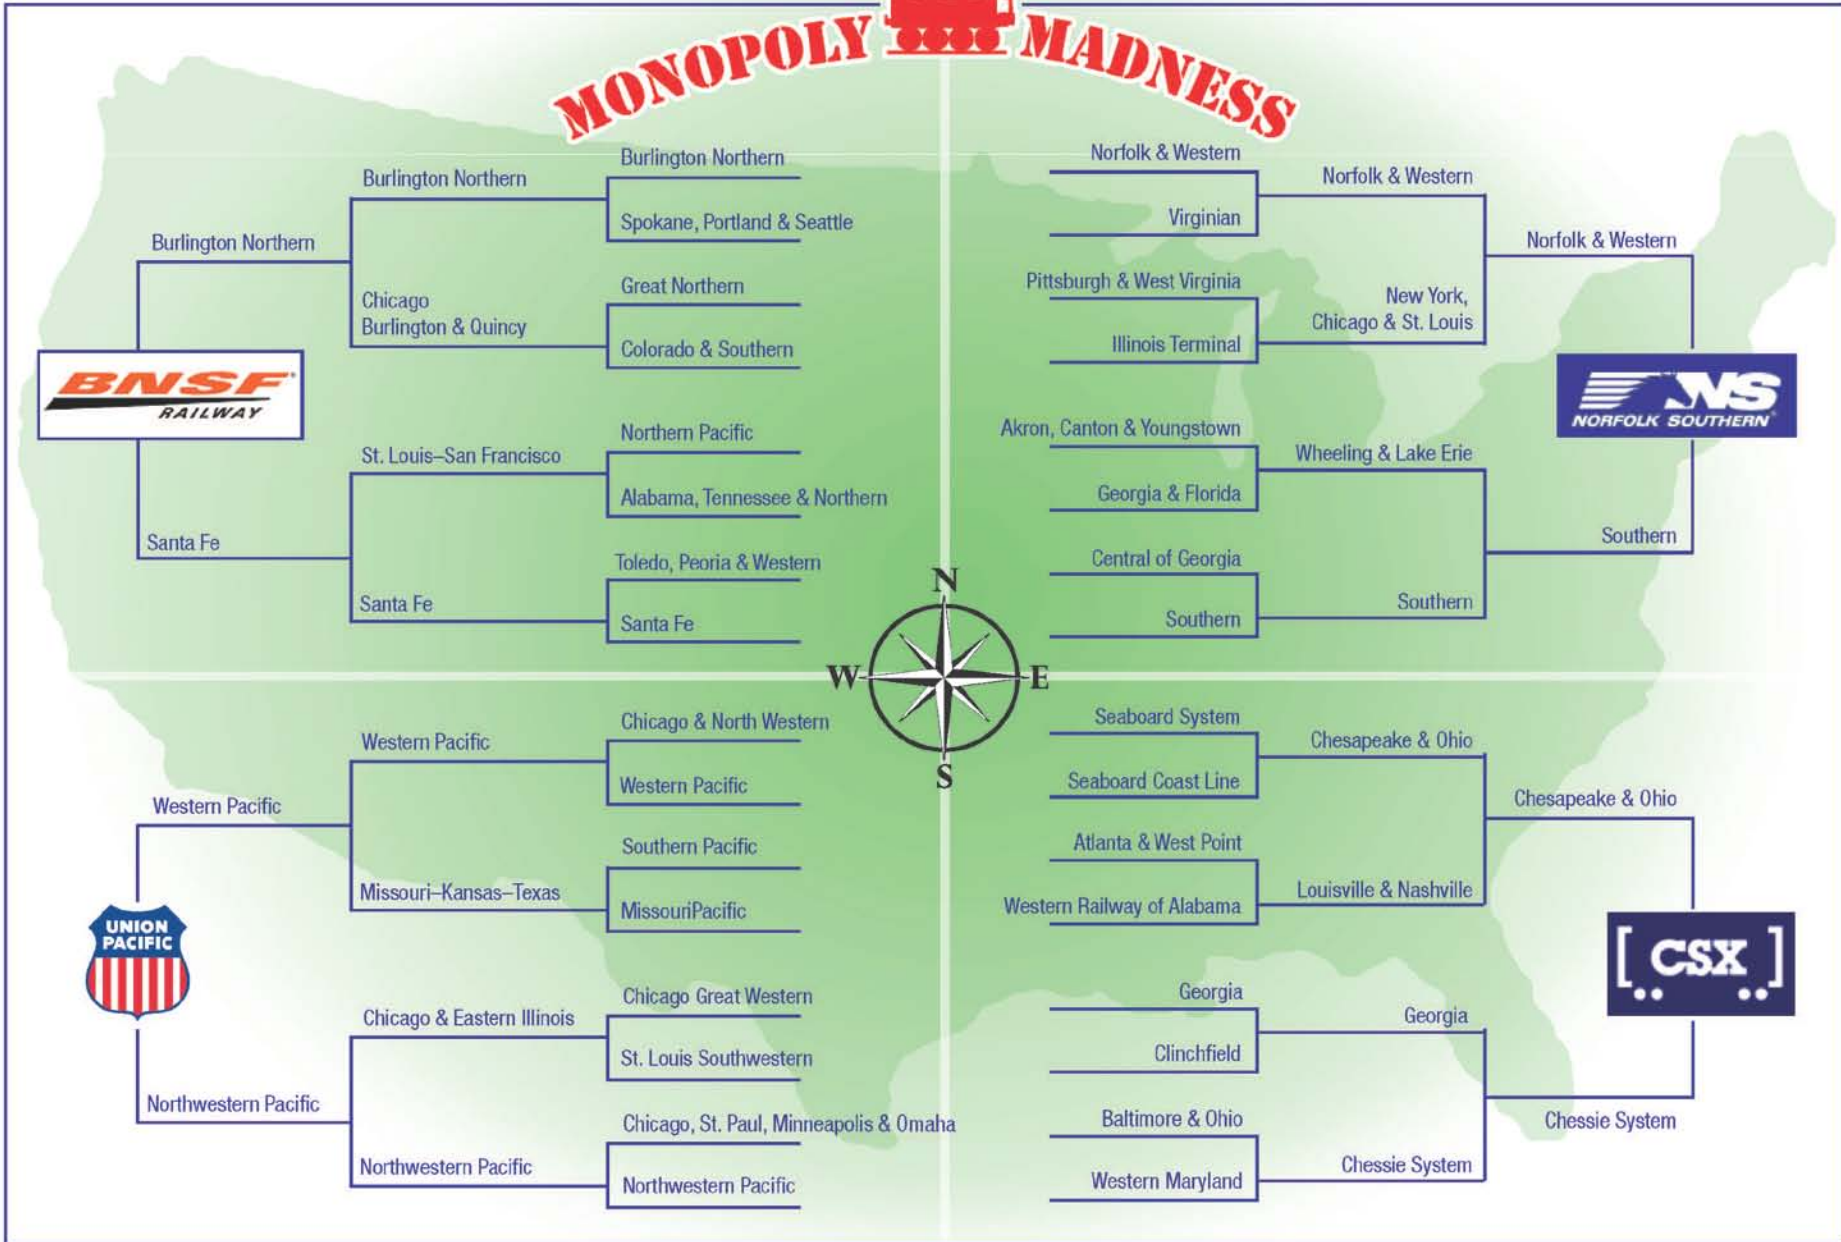 MONOPOLY MADNESS
Burlington Northern
Spokane, Portland & Seattle
Great Northern
Colorado & Southern
Northern Pacific
Alabama, Tennessee & Northern
Toledo, Peoria & Western
Santa Fe
Burlington Northern
Chicago
Burlington & Quincy
St. Louis–San Francisco
Santa Fe
Burlington Northern
Santa Fe
BNSF
RAILWAY
Norfolk & Western
Virginian
Pittsburgh & West Virginia
Illinois Terminal
Akron, Canton & Youngstown
Georgia & Florida
Central of Georgia
Southern
Norfolk & Western
New York,
Chicago & St. Louis
Wheeling & Lake Erie
Southern
Norfolk & Western
Southern
NS
NORFOLK SOUTHERN
N
W
E
S
Chicago & North Western
Western Pacific
Southern Pacific
MissouriPacific
Chicago Great Western
St. Louis Southwestern
Chicago, St. Paul, Minneapolis & Omaha
Northwestern Pacific
Western Pacific
Missouri–Kansas–Texas
Chicago & Eastern Illinois
Northwestern Pacific
Western Pacific
Northwestern Pacific
UNION
PACIFIC
Seaboard System
Seaboard Coast Line
Atlanta & West Point
Western Railway of Alabama
Georgia
Clinchfield
Baltimore & Ohio
Western Maryland
Chesapeake & Ohio
Louisville & Nashville
Georgia
Chessie System
Chesapeake & Ohio
Chessie System
[CSX]